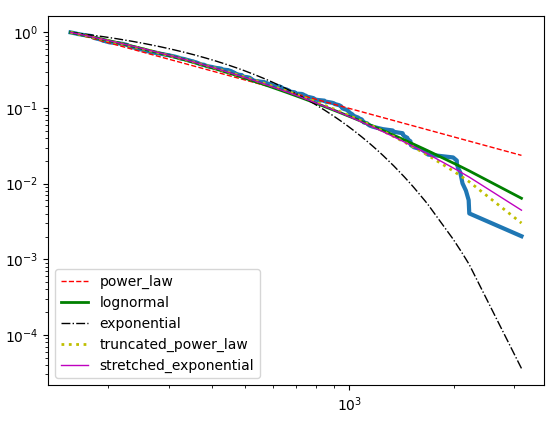 10⁰
10⁻¹
10⁻²
10⁻³
10⁻⁴
power_law
lognormal
exponential
truncated_power_law
stretched_exponential
10³